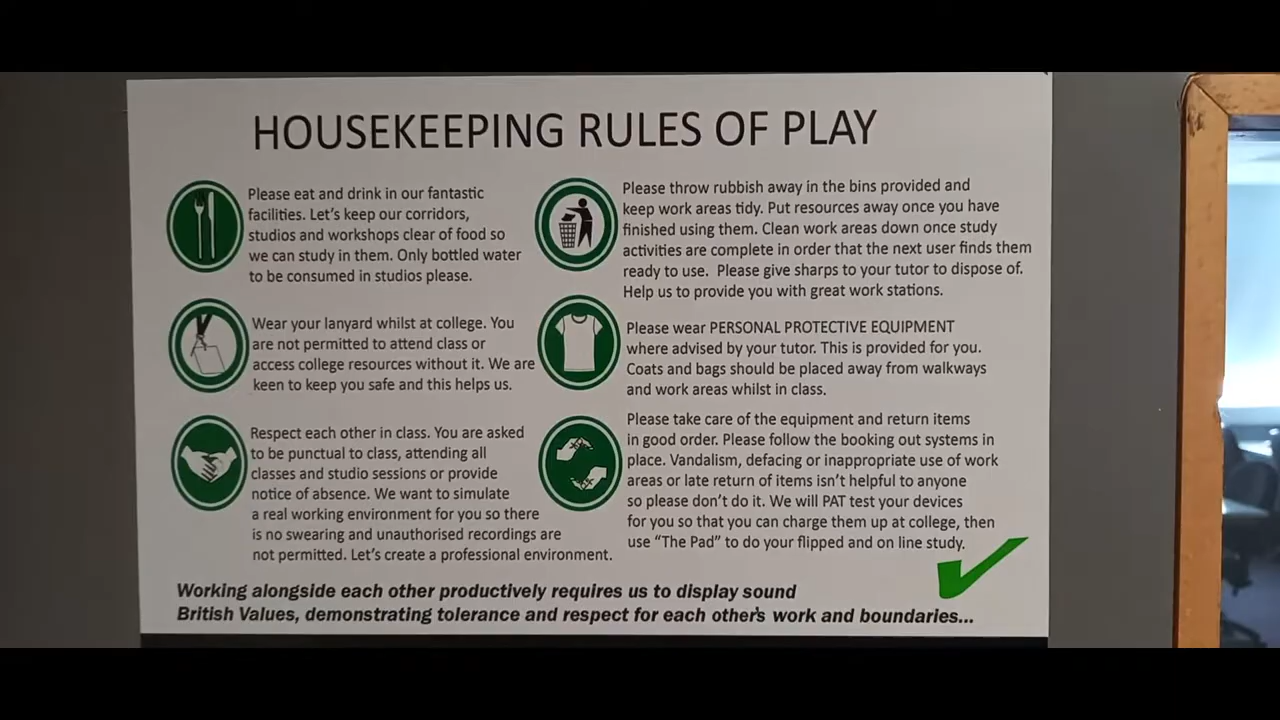 HOUSEKEEPING RULES OF PLAY
Please eat and drink in our fantastic
facilities. Let's keep our corridors,
studios and workshops clear of food so
we can study in them. Only bottled water
to be consumed in studios please.
Wear your lanyard whilst at college. You
are not permitted to attend class or
access college resources without it. We are
keen to keep you safe and this helps us.
Respect each other in class. You are asked
to be punctual to class, attending all
classes and studio sessions or provide
notice of absence. We want to simulate
a real working environment for you so there
is no swearing and unauthorised recordings are
not permitted. Let's create a professional environment.
Please throw rubbish away in the bins provided and
keep work areas tidy. Put resources away once you have
finished using them. Clean work areas down once study
activities are complete in order that the next user finds them
ready to use. Please give sharps to your tutor to dispose of.
Help us to provide you with great work stations.
Please wear PERSONAL PROTECTIVE EQUIPMENT
where advised by your tutor. This is provided for you.
Coats and bags should be placed away from walkways
and work areas whilst in class.
Please take care of the equipment and return items
in good order. Please follow the booking out systems in
place. Vandalism, defacing or inappropriate use of work
areas or late return of items isn't helpful to anyone
so please don't do it. We will PAT test your devices
for you so that you can charge them up at college, then
use "The Pad" to do your flipped and on line study.
Working alongside each other productively requires us to display sound
British Values, demonstrating tolerance and respect for each other's work and boundaries...